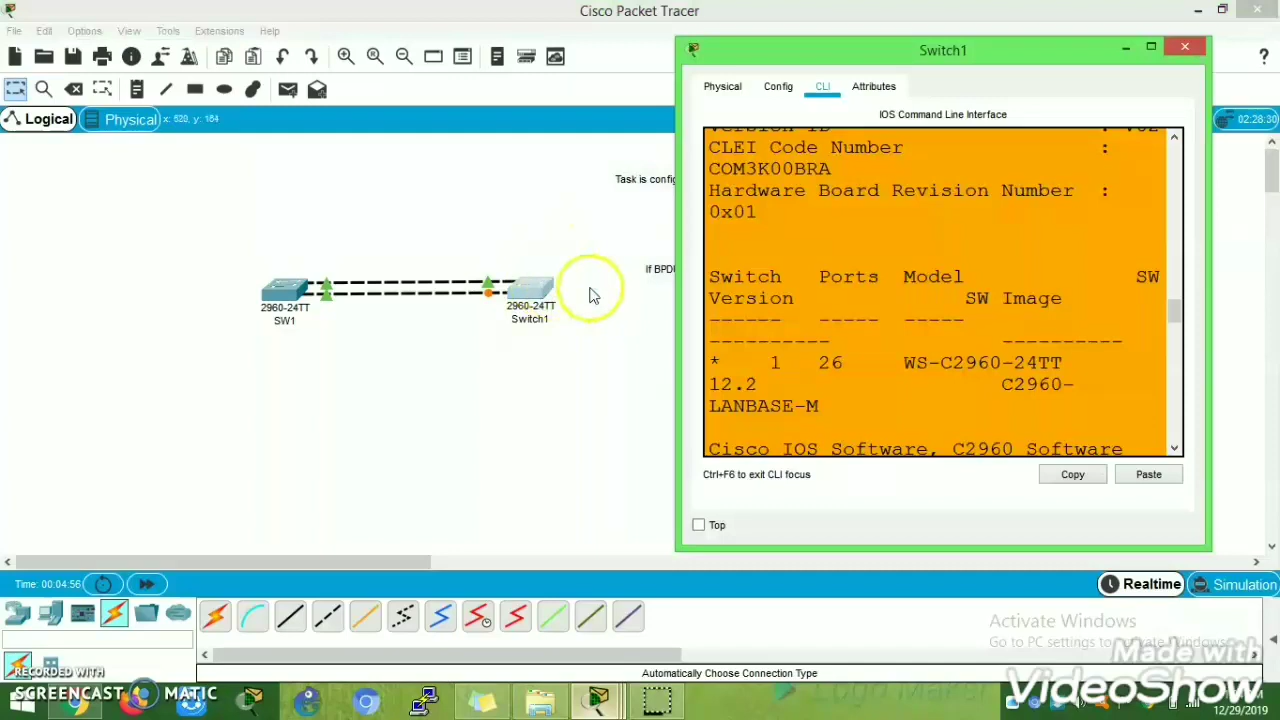 Cisco Packet Tracer
File Edit Options View Tools Extensions Help
Switch1
Physical Config CLI Attributes
Logical Physical x: 520, y: 164
02:28:30
IOS Command Line Interface
CLEI Code Number :
COM3K00BRA
Hardware Board Revision Number :
0x01
Switch Ports Model SW
Version SW Image
------ ----- -----
---------- ----------
* 1 26 WS-C2960-24TT
12.2 C2960-
LANBASE-M
Cisco IOS Software, C2960 Software
Ctrl+F6 to exit CLI focus
Copy Paste
Top
Task is config
If BPDU
2960-24TT
SW1
2960-24TT
Switch1
Time: 00:04:56
Realtime Simulation
Activate Windows
Go to PC settings to activate Windows.
Automatically Choose Connection Type
RECORDED WITH
SCREENCAST MATIC
Made with
VideoShow
12/29/2019